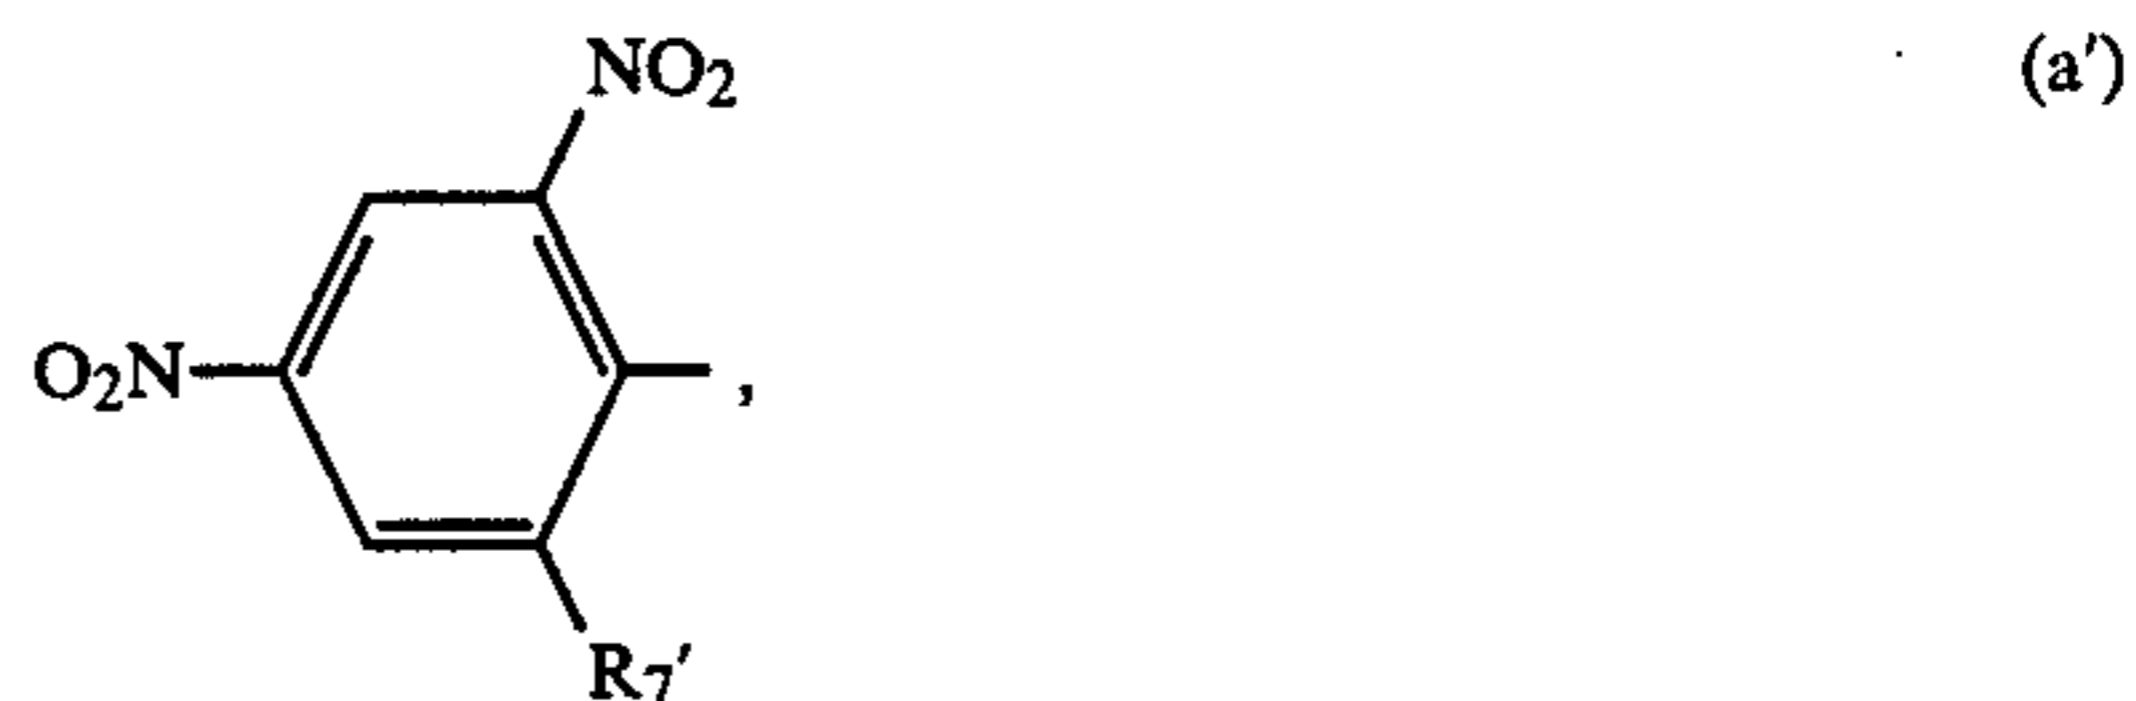 NO₂ (a′)
O₂N ,
R₇′